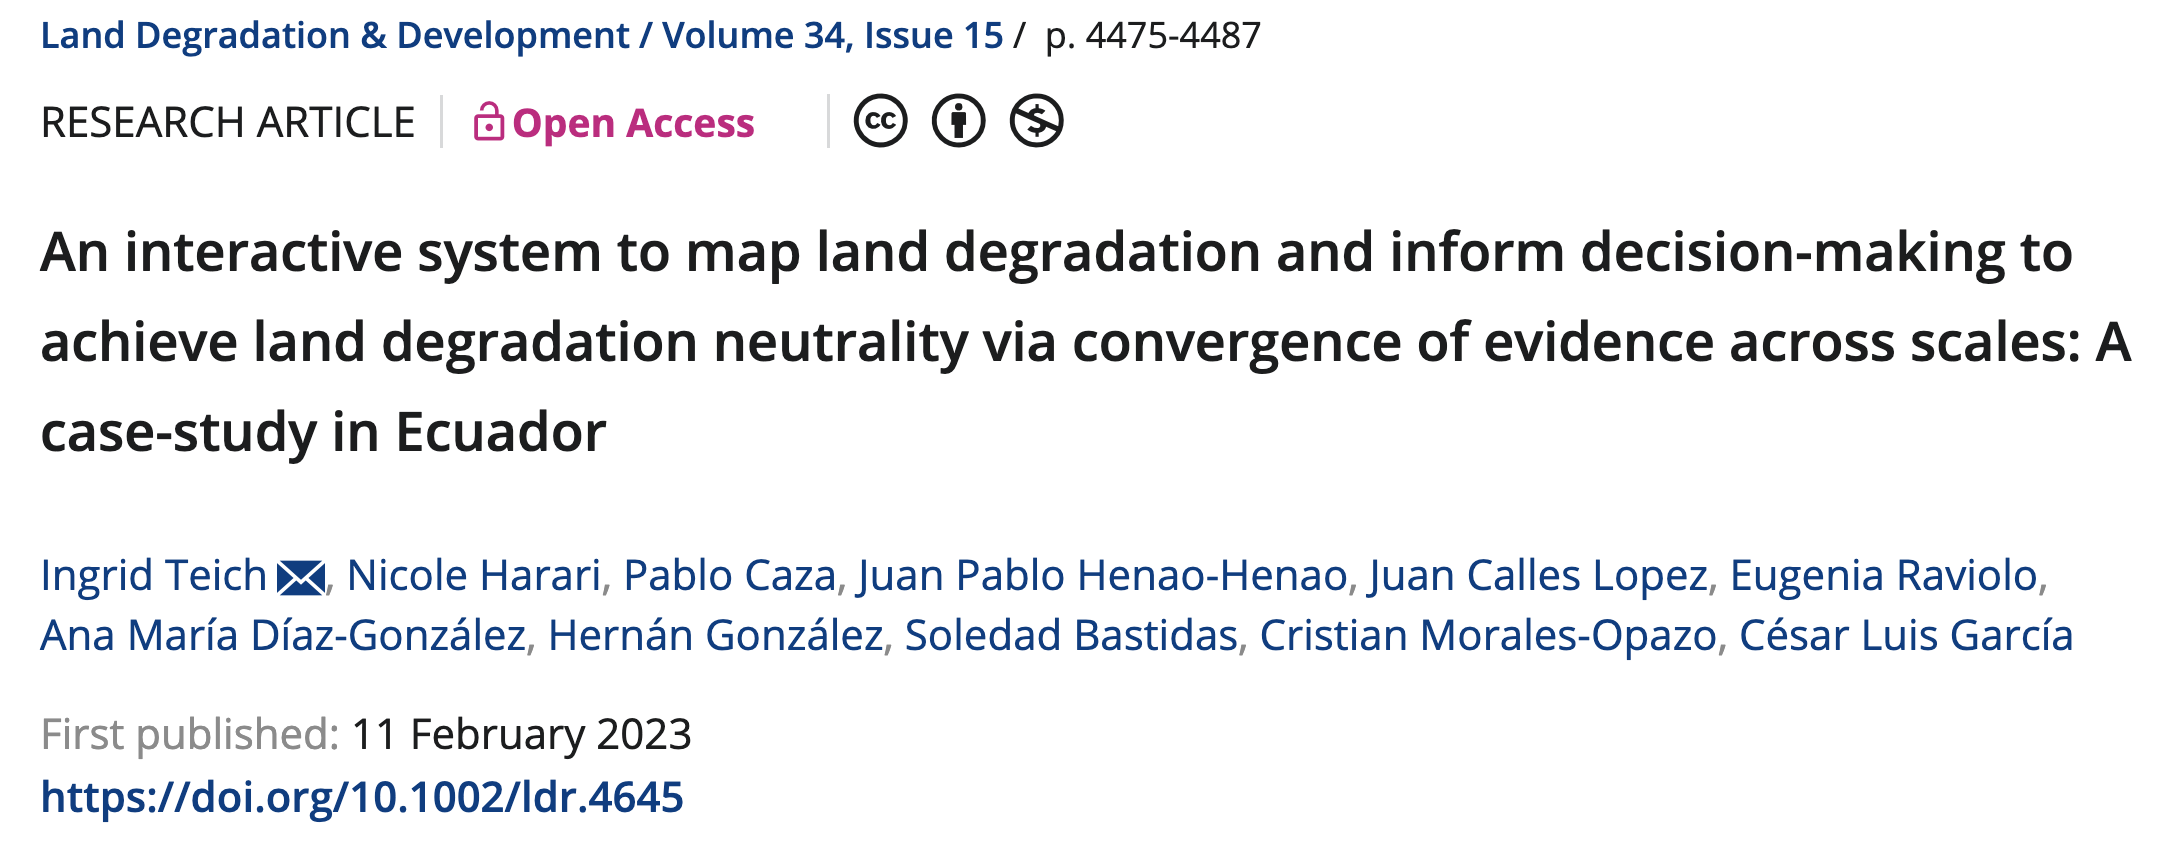 Land Degradation & Development / Volume 34, Issue 15 / p. 4475-4487
RESEARCH ARTICLE Open Access cc $
An interactive system to map land degradation and inform decision-making to
achieve land degradation neutrality via convergence of evidence across scales: A
case-study in Ecuador
Ingrid Teich, Nicole Harari, Pablo Caza, Juan Pablo Henao-Henao, Juan Calles Lopez, Eugenia Raviolo,
Ana María Díaz-González, Hernán González, Soledad Bastidas, Cristian Morales-Opazo, César Luis García
First published: 11 February 2023
https://doi.org/10.1002/ldr.4645